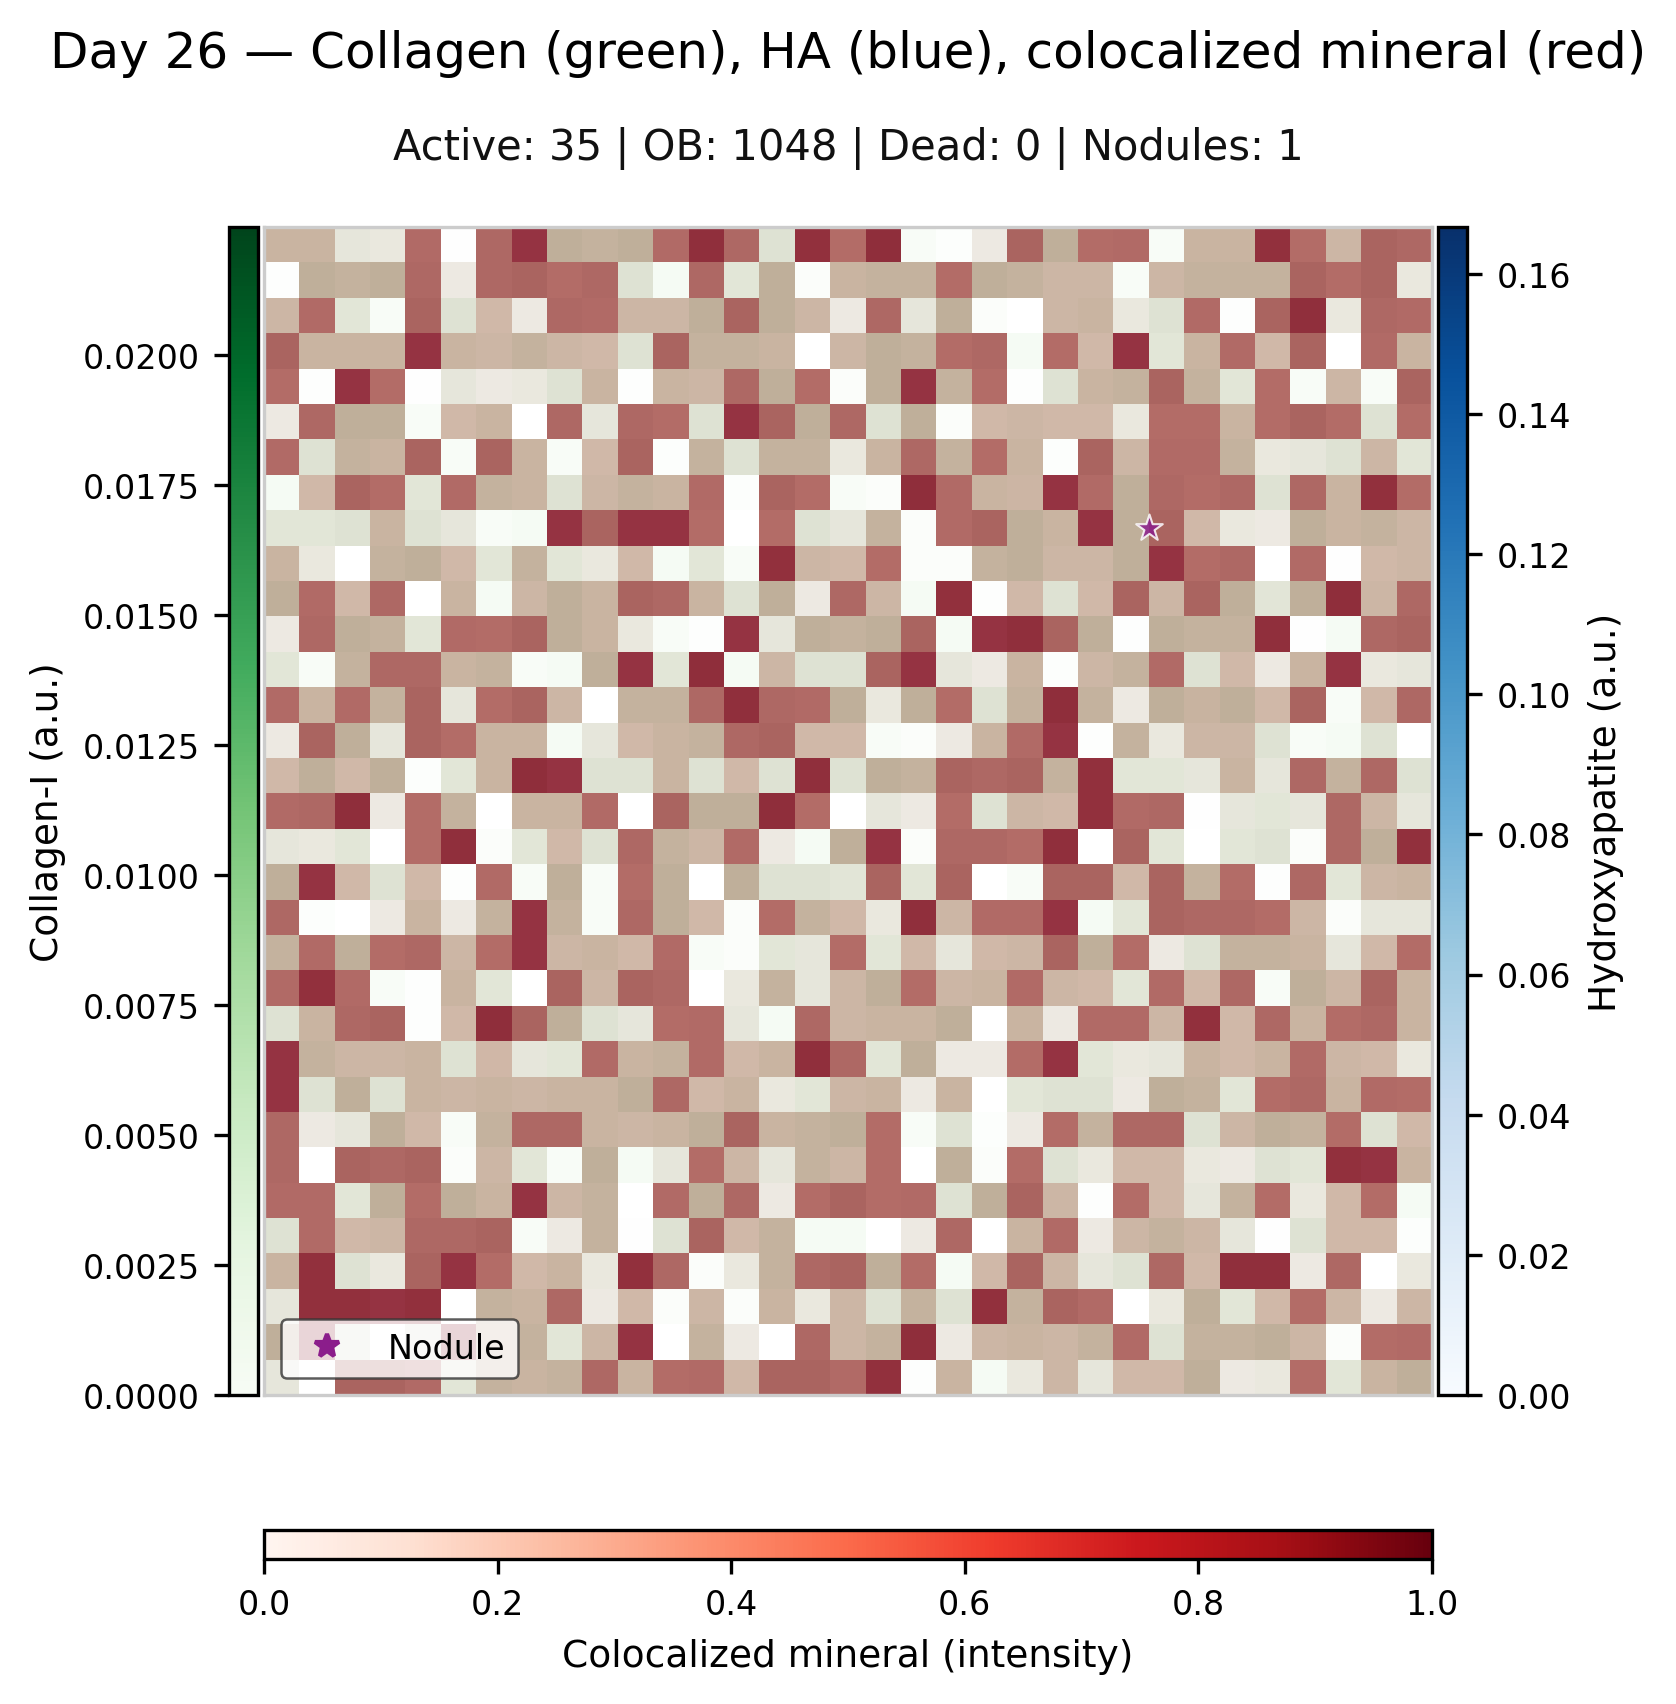 Day 26 — Collagen (green), HA (blue), colocalized mineral (red)
Active: 35 | OB: 1048 | Dead: 0 | Nodules: 1
Collagen-I (a.u.)
0.0200
0.0175
0.0150
0.0125
0.0100
0.0075
0.0050
0.0025
0.0000
Nodule
0.16
0.14
0.12
0.10
0.08
0.06
0.04
0.02
0.00
Hydroxyapatite (a.u.)
0.0 0.2 0.4 0.6 0.8 1.0
Colocalized mineral (intensity)